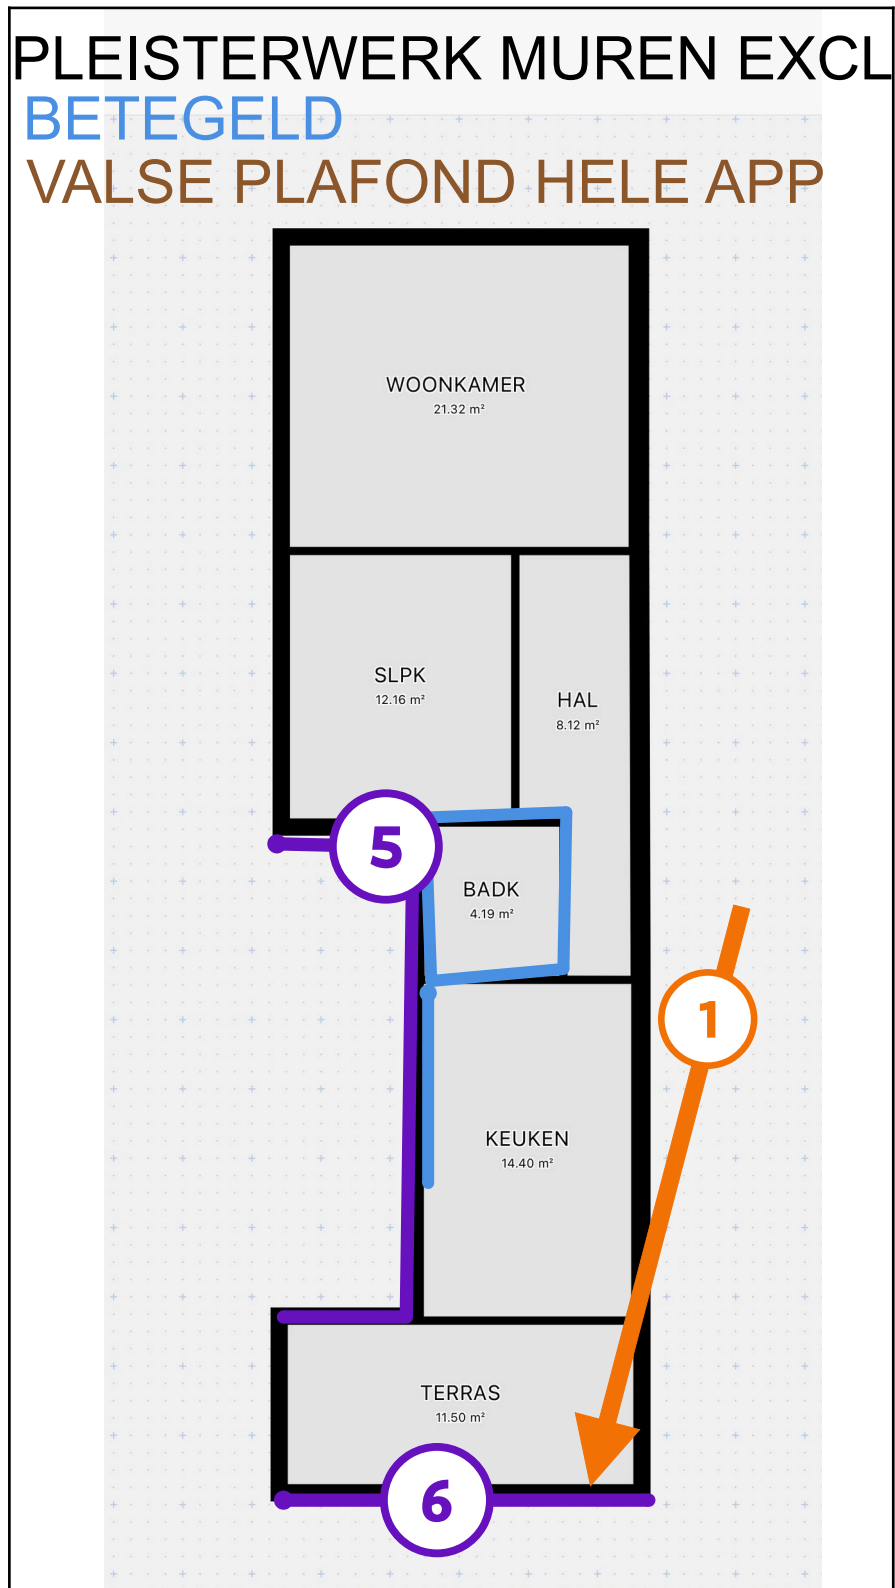 PLEISTERWERK MUREN EXCL
BETEGELD
VALSE PLAFOND HELE APP
WOONKAMER
21.32 m²
SLPK
12.16 m²
HAL
8.12 m²
5
BADK
4.19 m²
1
KEUKEN
14.40 m²
TERRAS
11.50 m²
6